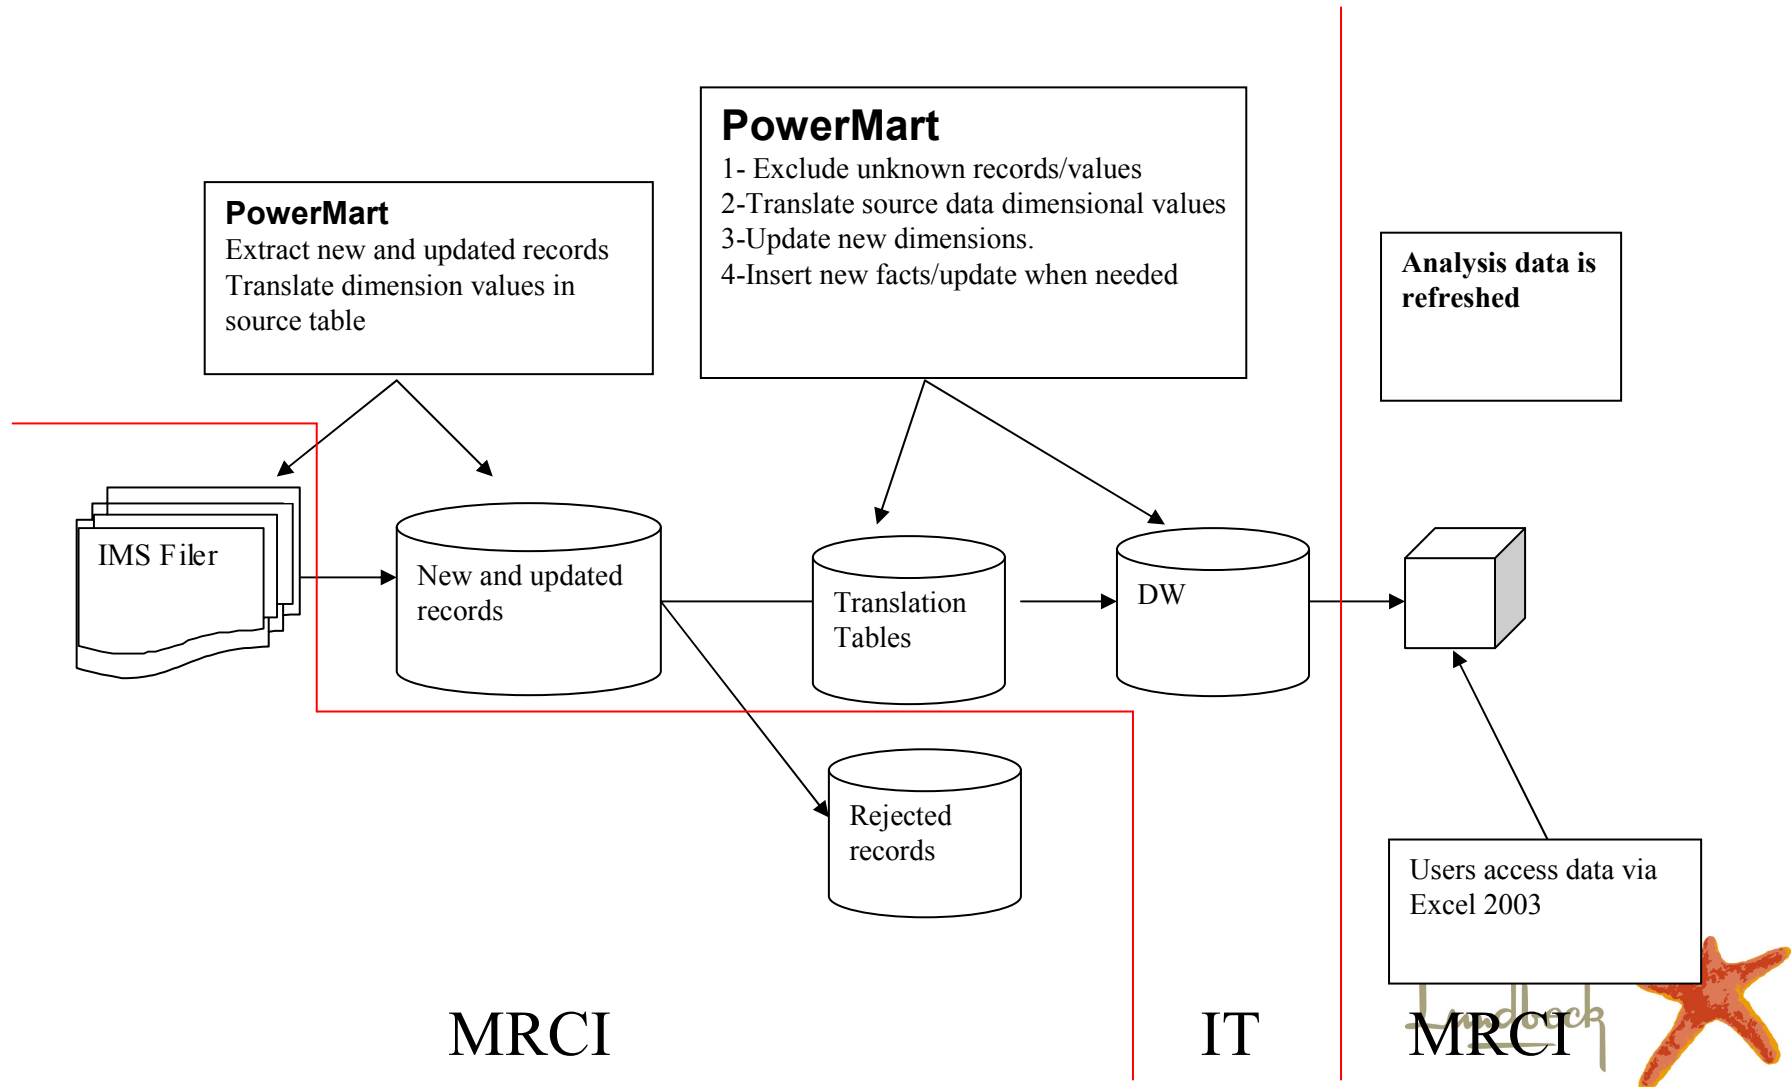 PowerMart
Extract new and updated records
Translate dimension values in
source table
PowerMart
1- Exclude unknown records/values
2-Translate source data dimensional values
3-Update new dimensions.
4-Insert new facts/update when needed
Analysis data is
refreshed
IMS Filer
New and updated
records
Translation
Tables
DW
Rejected
records
Users access data via
Excel 2003
MRCI
IT
MRCI
Lundbeck